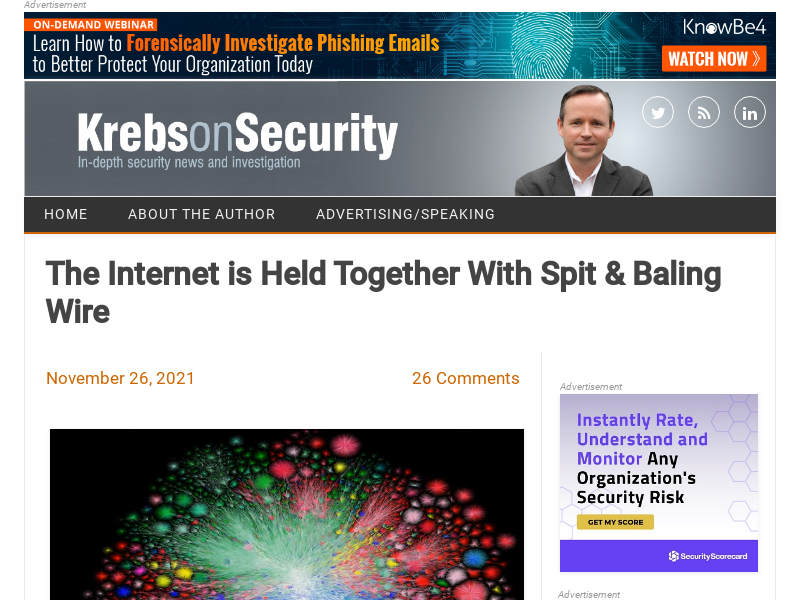 Advertisement
ON-DEMAND WEBINAR
Learn How to Forensically Investigate Phishing Emails
to Better Protect Your Organization Today
KnowBe4
WATCH NOW 》
KrebsonSecurity
In-depth security news and investigation
HOME ABOUT THE AUTHOR ADVERTISING/SPEAKING
The Internet is Held Together With Spit & Baling
Wire
November 26, 2021
26 Comments
Advertisement
Instantly Rate,
Understand and
Monitor Any
Organization's
Security Risk
GET MY SCORE
SecurityScorecard
Advertisement